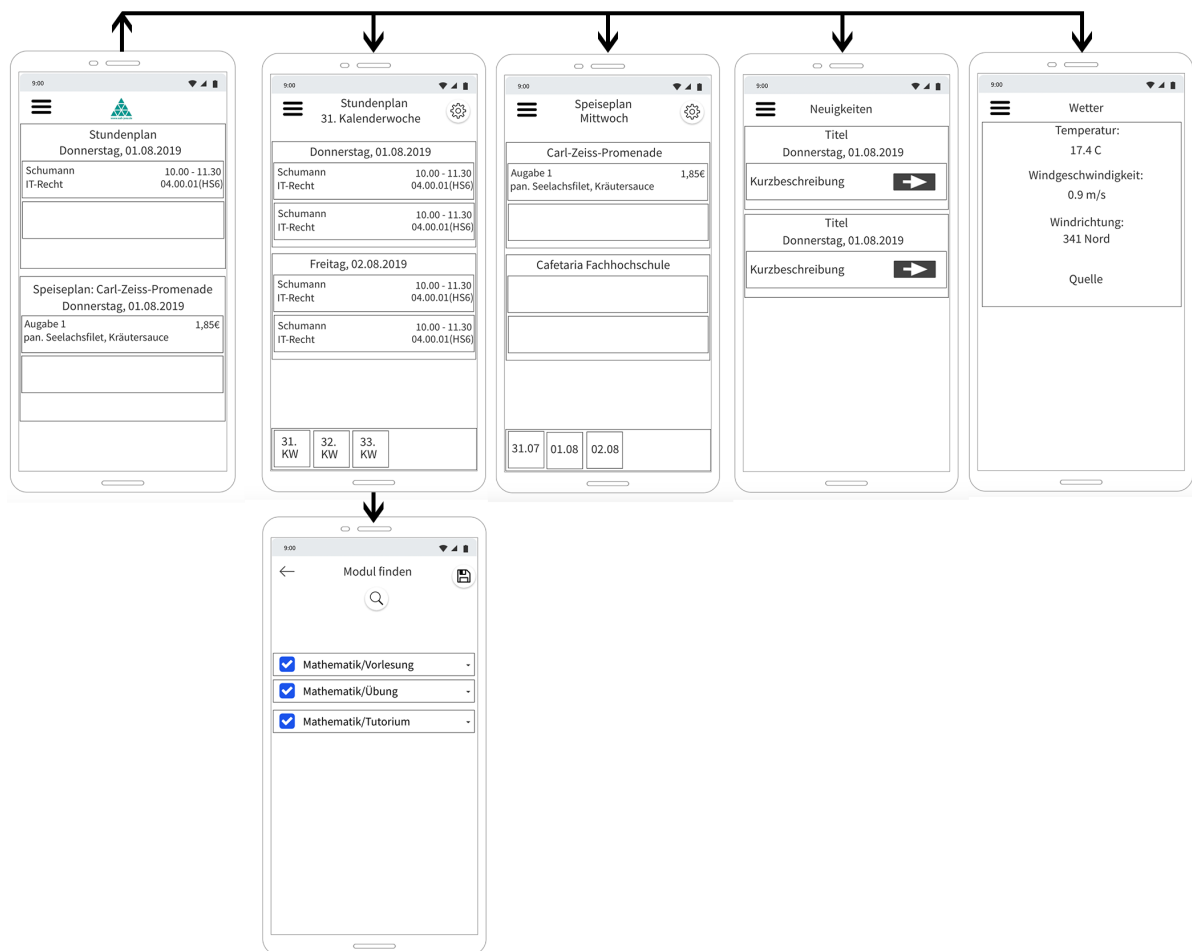 9:00
Stundenplan
Donnerstag, 01.08.2019
Schumann 10.00 - 11.30
IT-Recht 04.00.01(HS6)
Speiseplan: Carl-Zeiss-Promenade
Donnerstag, 01.08.2019
Augabe 1 1,85€
pan. Seelachsfilet, Kräutersauce
9:00
Stundenplan
31. Kalenderwoche
Donnerstag, 01.08.2019
Schumann 10.00 - 11.30
IT-Recht 04.00.01(HS6)
Schumann 10.00 - 11.30
IT-Recht 04.00.01(HS6)
Freitag, 02.08.2019
Schumann 10.00 - 11.30
IT-Recht 04.00.01(HS6)
Schumann 10.00 - 11.30
IT-Recht 04.00.01(HS6)
31. 32. 33.
KW KW KW
9:00
Speiseplan
Mittwoch
Carl-Zeiss-Promenade
Augabe 1 1,85€
pan. Seelachsfilet, Kräutersauce
Cafetaria Fachhochschule
31.07 01.08 02.08
9:00
Neuigkeiten
Titel
Donnerstag, 01.08.2019
Kurzbeschreibung
Titel
Donnerstag, 01.08.2019
Kurzbeschreibung
9:00
Wetter
Temperatur:
17.4 C
Windgeschwindigkeit:
0.9 m/s
Windrichtung:
341 Nord
Quelle
9:00
Modul finden
Mathematik/Vorlesung
Mathematik/Übung
Mathematik/Tutorium